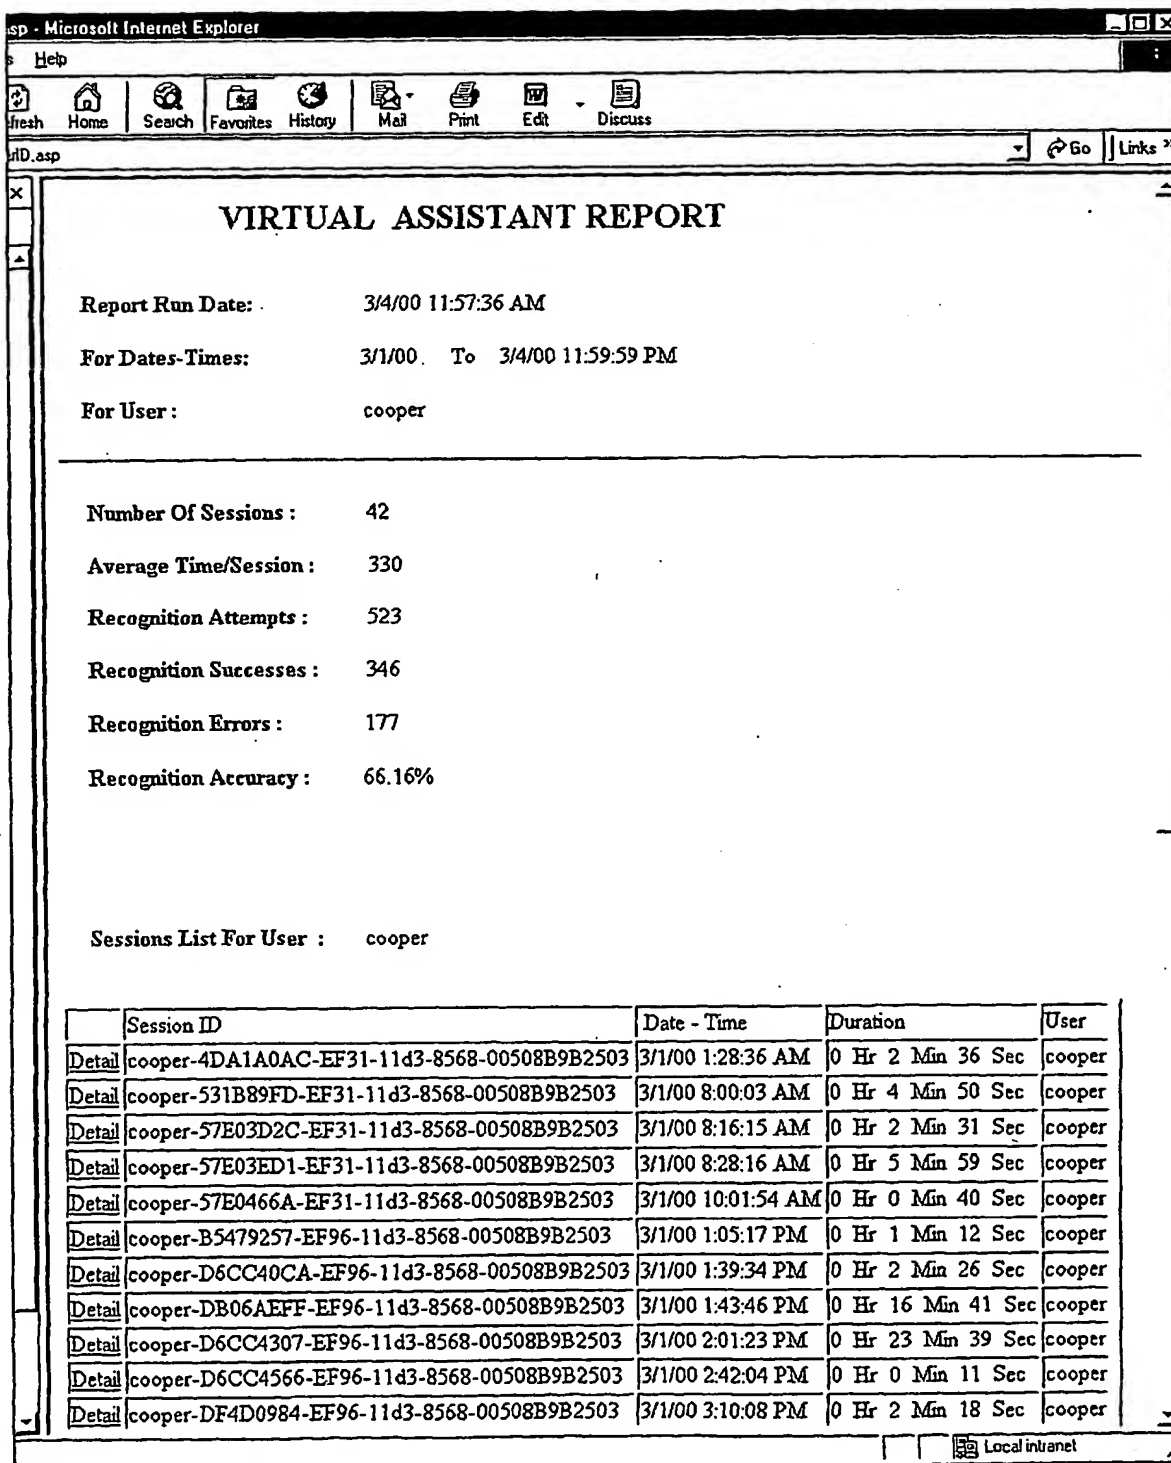 sp - Microsoft Internet Explorer
s Help
fresh Home Search Favorites History Mail Print Edit Discuss
rID.asp Go Links »
VIRTUAL ASSISTANT REPORT
Report Run Date: 3/4/00 11:57:36 AM
For Dates-Times: 3/1/00 To 3/4/00 11:59:59 PM
For User : cooper
Number Of Sessions : 42
Average Time/Session : 330
Recognition Attempts : 523
Recognition Successes : 346
Recognition Errors : 177
Recognition Accuracy : 66.16%
Sessions List For User : cooper
Session ID Date - Time Duration User
Detail cooper-4DA1A0AC-EF31-11d3-8568-00508B9B2503 3/1/00 1:28:36 AM 0 Hr 2 Min 36 Sec cooper
Detail cooper-531B89FD-EF31-11d3-8568-00508B9B2503 3/1/00 8:00:03 AM 0 Hr 4 Min 50 Sec cooper
Detail cooper-57E03D2C-EF31-11d3-8568-00508B9B2503 3/1/00 8:16:15 AM 0 Hr 2 Min 31 Sec cooper
Detail cooper-57E03ED1-EF31-11d3-8568-00508B9B2503 3/1/00 8:28:16 AM 0 Hr 5 Min 59 Sec cooper
Detail cooper-57E0466A-EF31-11d3-8568-00508B9B2503 3/1/00 10:01:54 AM 0 Hr 0 Min 40 Sec cooper
Detail cooper-B5479257-EF96-11d3-8568-00508B9B2503 3/1/00 1:05:17 PM 0 Hr 1 Min 12 Sec cooper
Detail cooper-D6CC40CA-EF96-11d3-8568-00508B9B2503 3/1/00 1:39:34 PM 0 Hr 2 Min 26 Sec cooper
Detail cooper-DB06AEFF-EF96-11d3-8568-00508B9B2503 3/1/00 1:43:46 PM 0 Hr 16 Min 41 Sec cooper
Detail cooper-D6CC4307-EF96-11d3-8568-00508B9B2503 3/1/00 2:01:23 PM 0 Hr 23 Min 39 Sec cooper
Detail cooper-D6CC4566-EF96-11d3-8568-00508B9B2503 3/1/00 2:42:04 PM 0 Hr 0 Min 11 Sec cooper
Detail cooper-DF4D0984-EF96-11d3-8568-00508B9B2503 3/1/00 3:10:08 PM 0 Hr 2 Min 18 Sec cooper
Local intranet